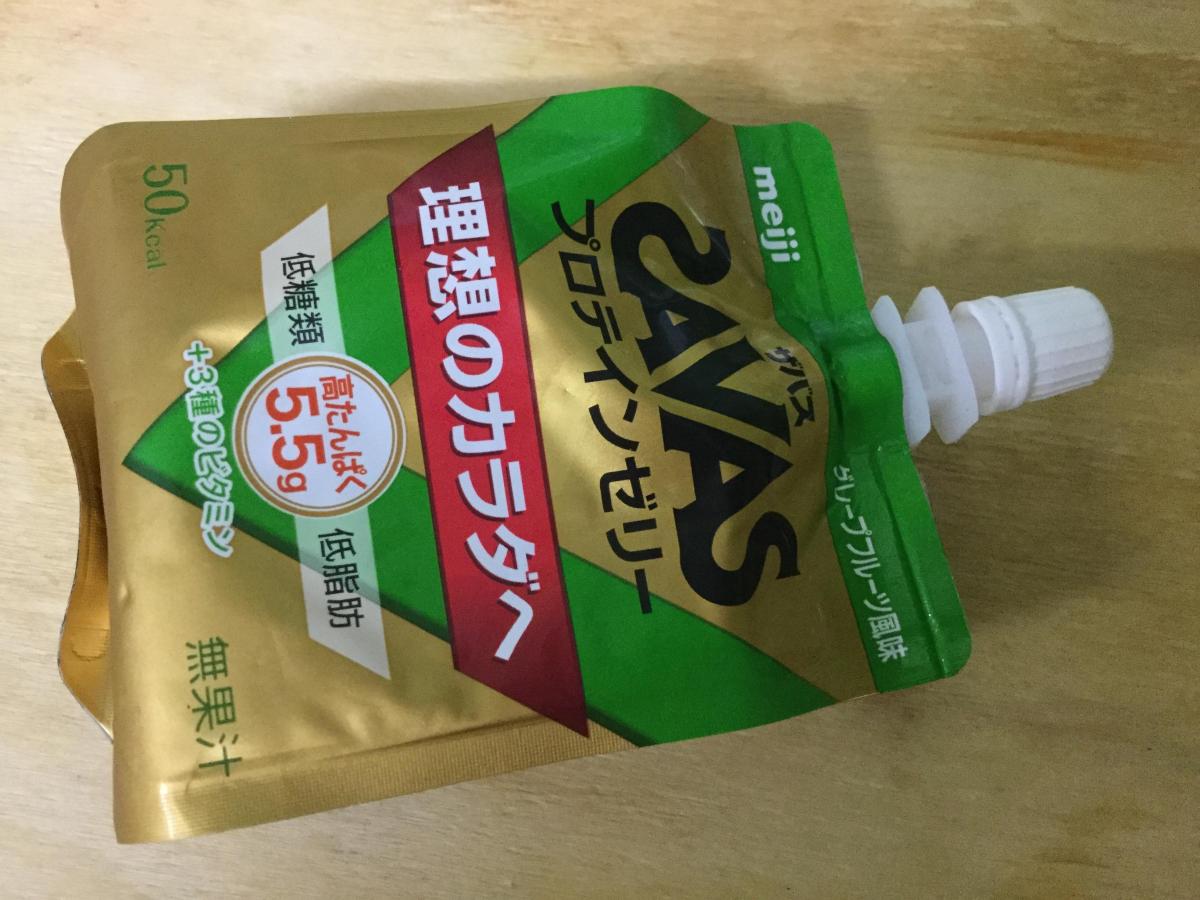 meiji
グレープフルーツ風味
ザバス
SAVAS
プロテインゼリー
理想のカラダへ
低糖類
高たんぱく
5.5g
低脂肪
+3種のビタミン
50kcal
無果汁